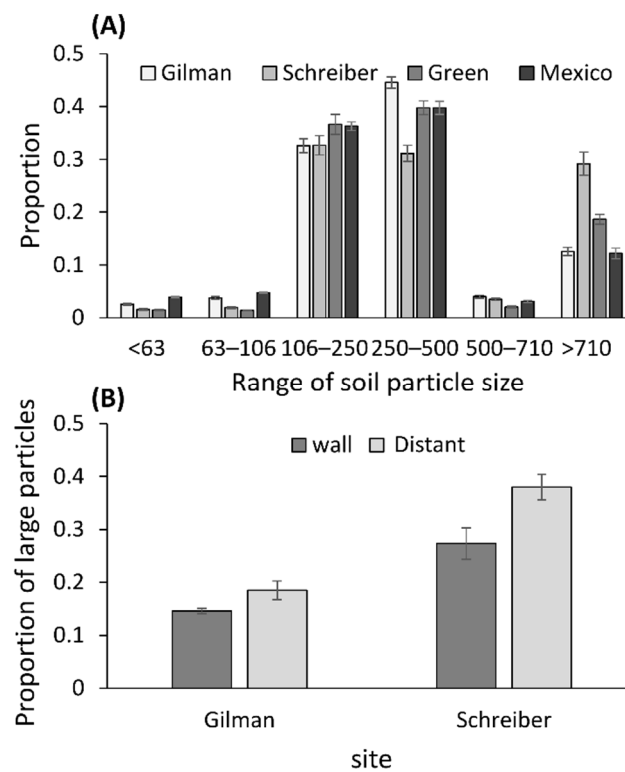 (A)
Gilman Schreiber Green Mexico
Proportion
0.5
0.4
0.3
0.2
0.1
0
<63 63–106 106–250 250–500 500–710 >710
Range of soil particle size
(B)
wall Distant
Proportion of large particles
0.5
0.4
0.3
0.2
0.1
0
Gilman Schreiber
site